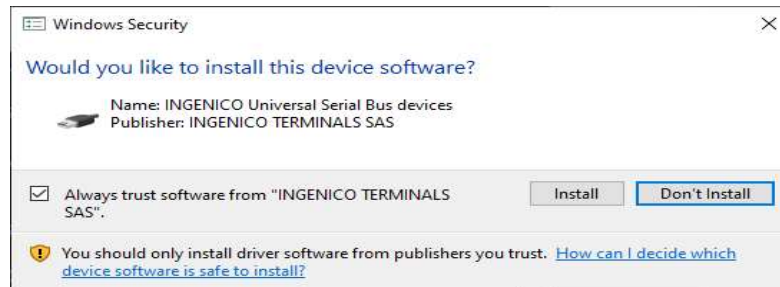 Windows Security
Would you like to install this device software?
Name: INGENICO Universal Serial Bus devices
Publisher: INGENICO TERMINALS SAS
Always trust software from "INGENICO TERMINALS
SAS".
Install
Don't Install
You should only install driver software from publishers you trust. How can I decide which
device software is safe to install?